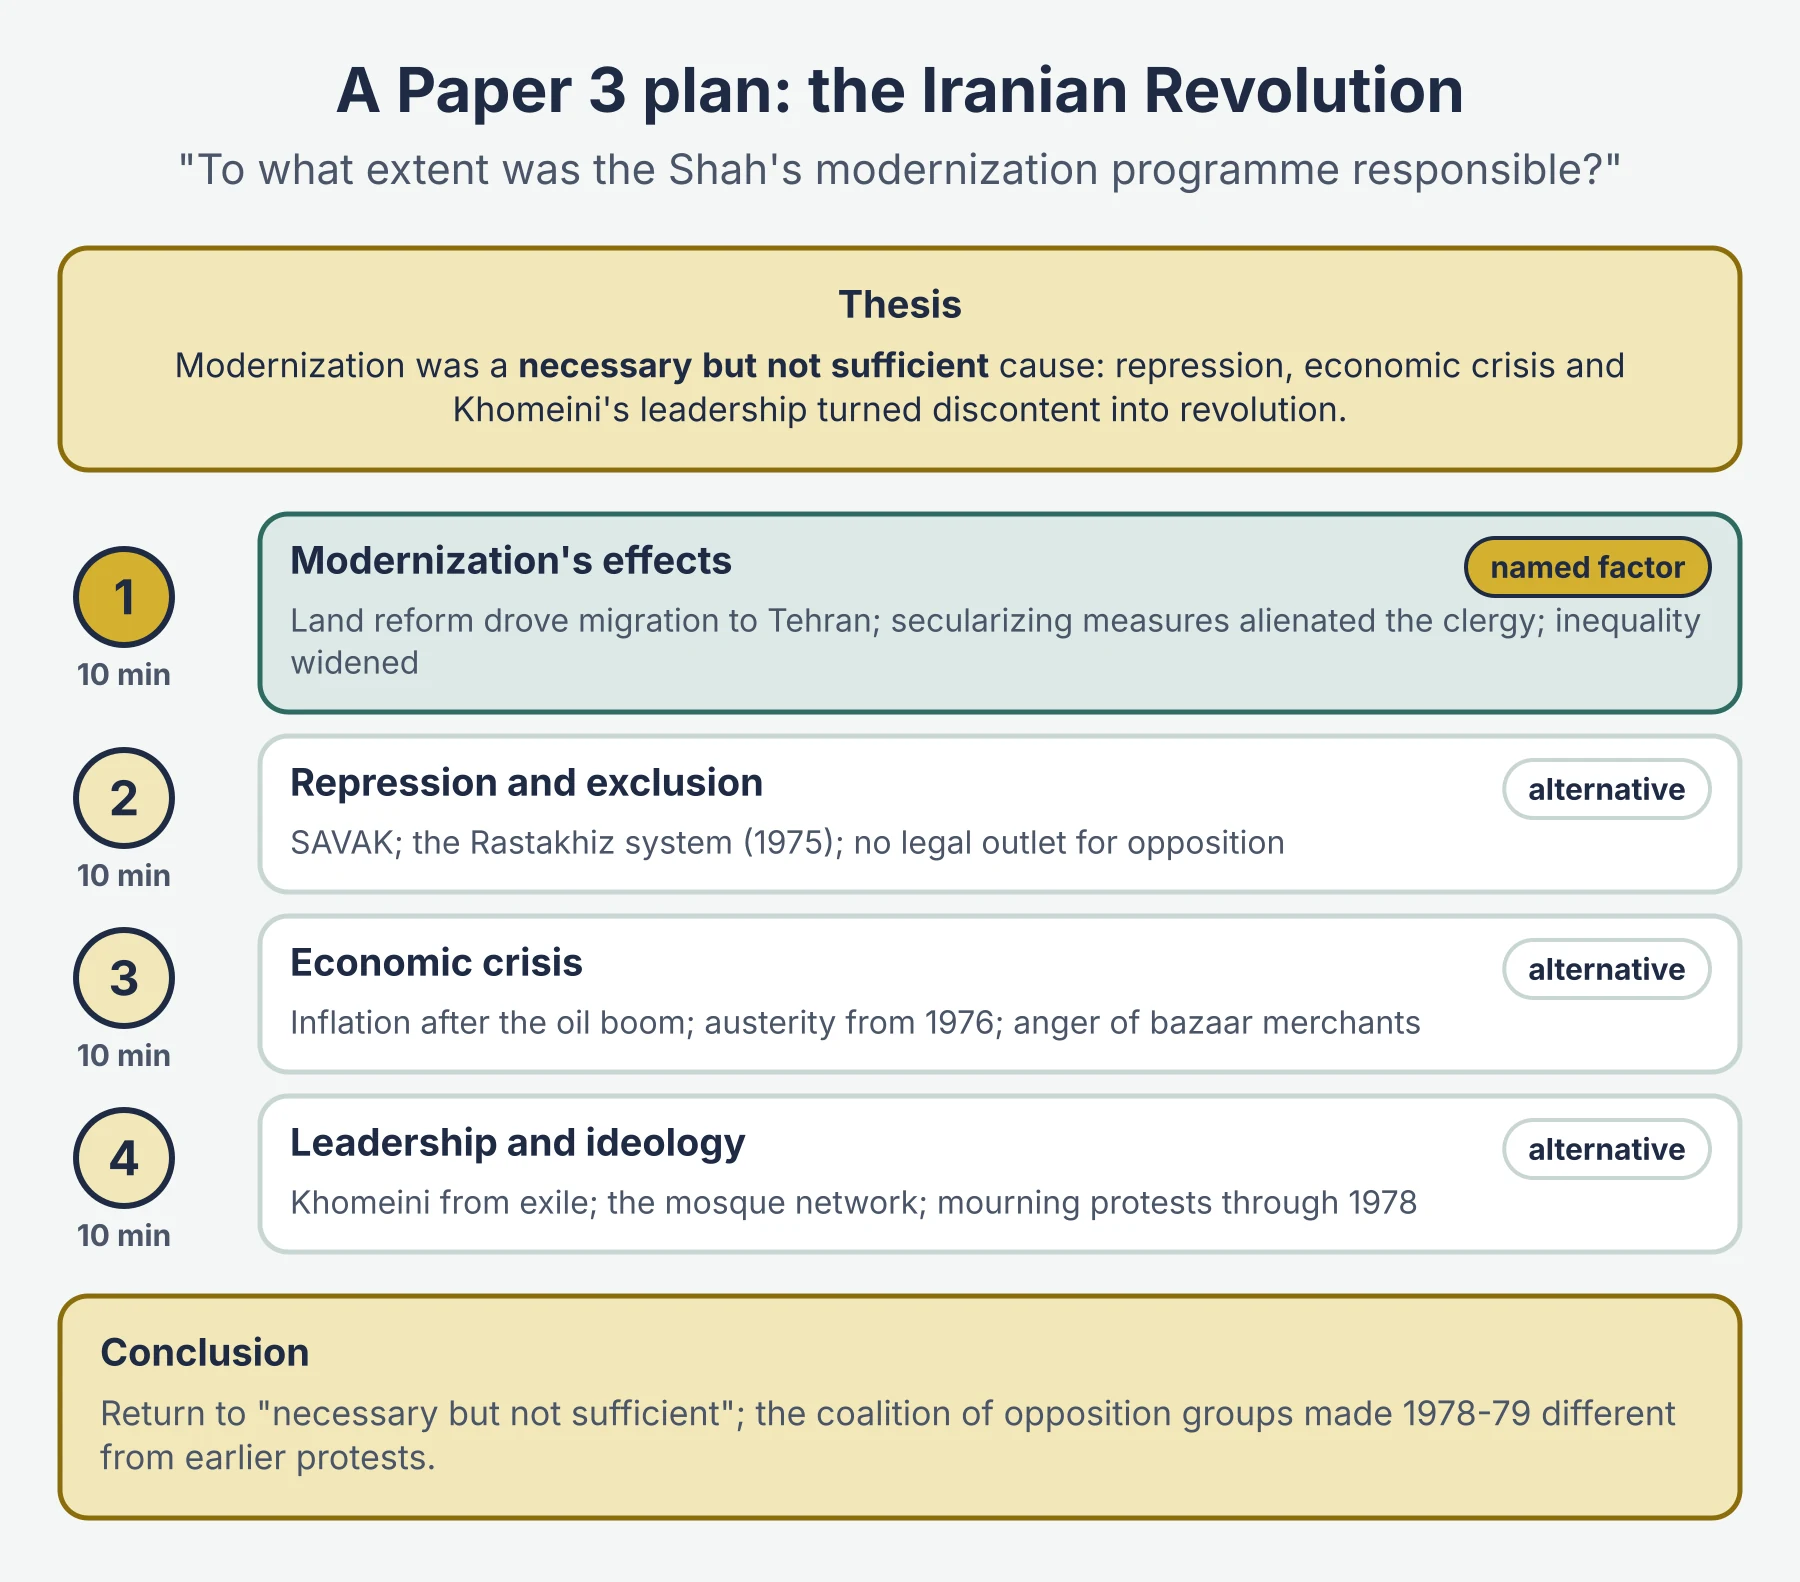 A Paper 3 plan: the Iranian Revolution
"To what extent was the Shah's modernization programme responsible?"
Thesis
Modernization was a necessary but not sufficient cause: repression, economic crisis and
Khomeini's leadership turned discontent into revolution.
1
10 min
Modernization's effects
named factor
Land reform drove migration to Tehran; secularizing measures alienated the clergy; inequality
widened
2
10 min
Repression and exclusion
alternative
SAVAK; the Rastakhiz system (1975); no legal outlet for opposition
3
10 min
Economic crisis
alternative
Inflation after the oil boom; austerity from 1976; anger of bazaar merchants
4
10 min
Leadership and ideology
alternative
Khomeini from exile; the mosque network; mourning protests through 1978
Conclusion
Return to "necessary but not sufficient"; the coalition of opposition groups made 1978-79 different
from earlier protests.